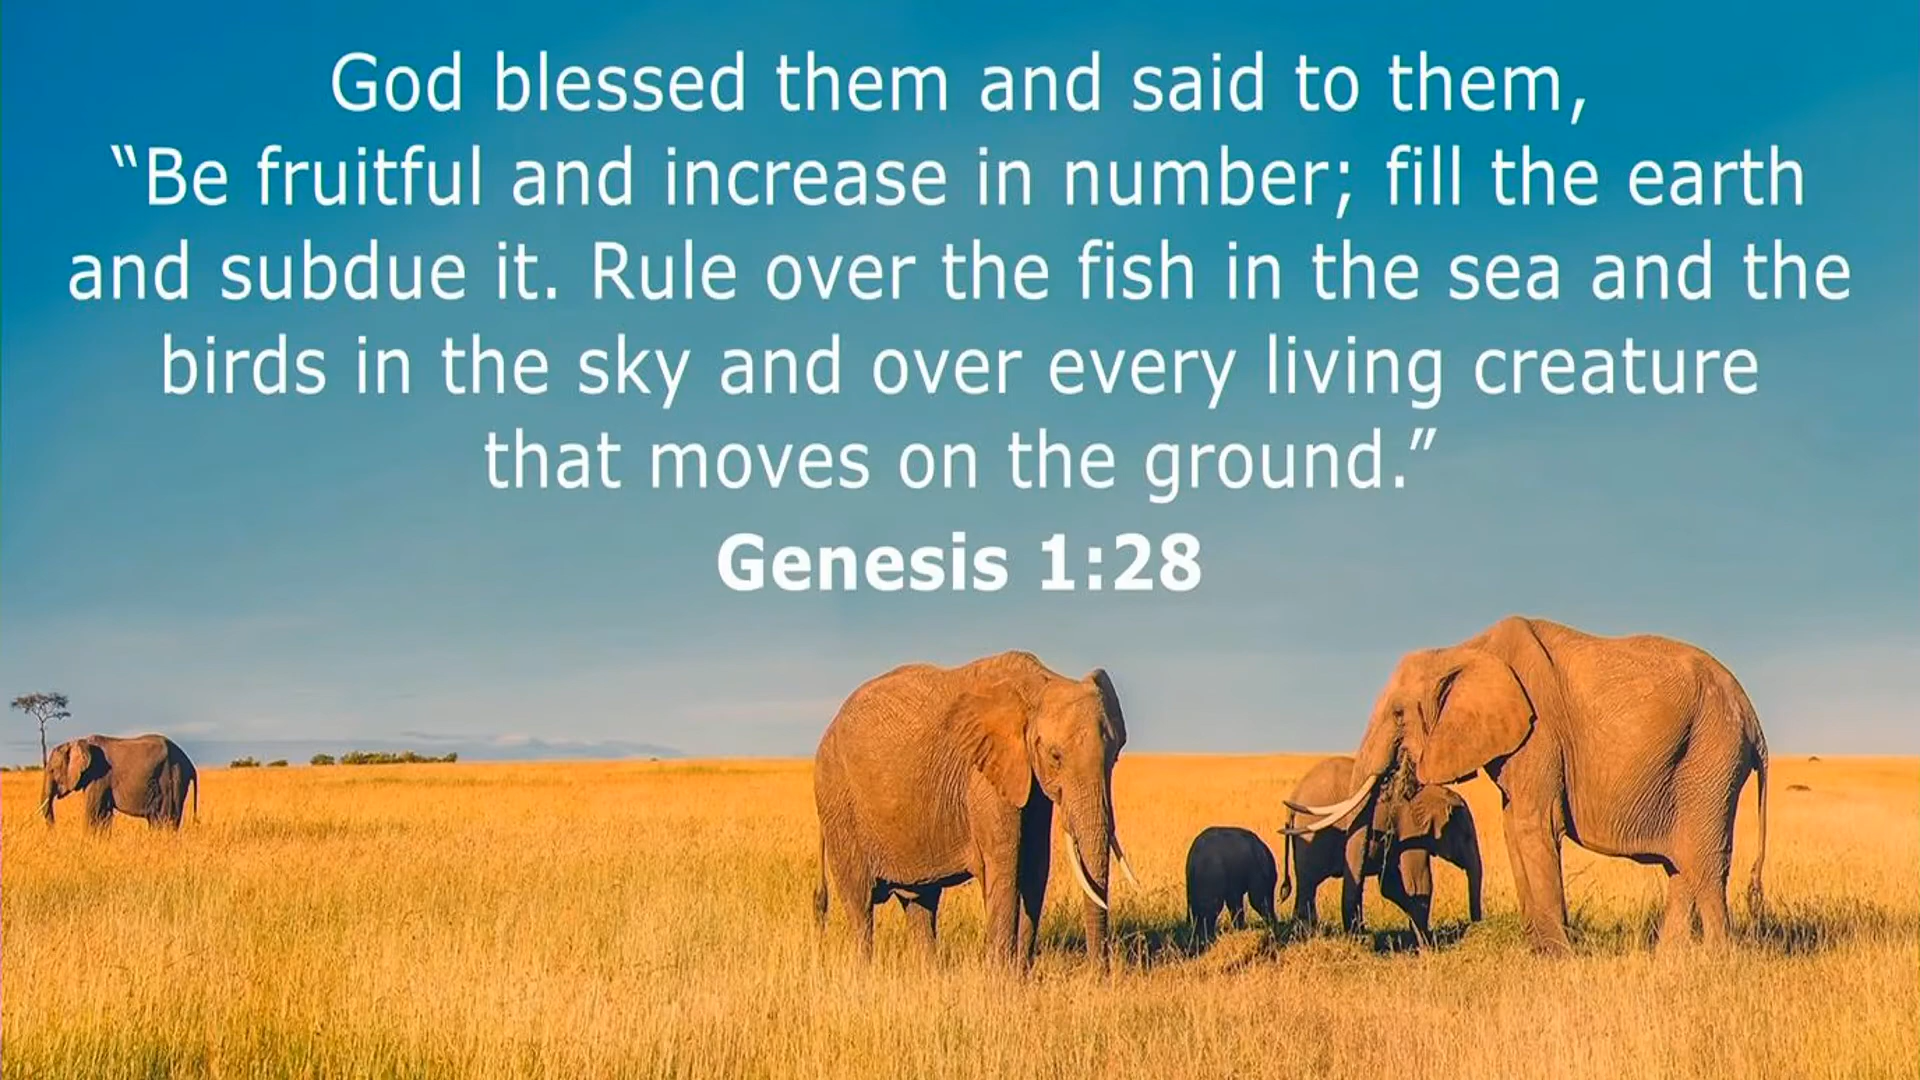 God blessed them and said to them,
“Be fruitful and increase in number; fill the earth
and subdue it. Rule over the fish in the sea and the
birds in the sky and over every living creature
that moves on the ground.”
Genesis 1:28